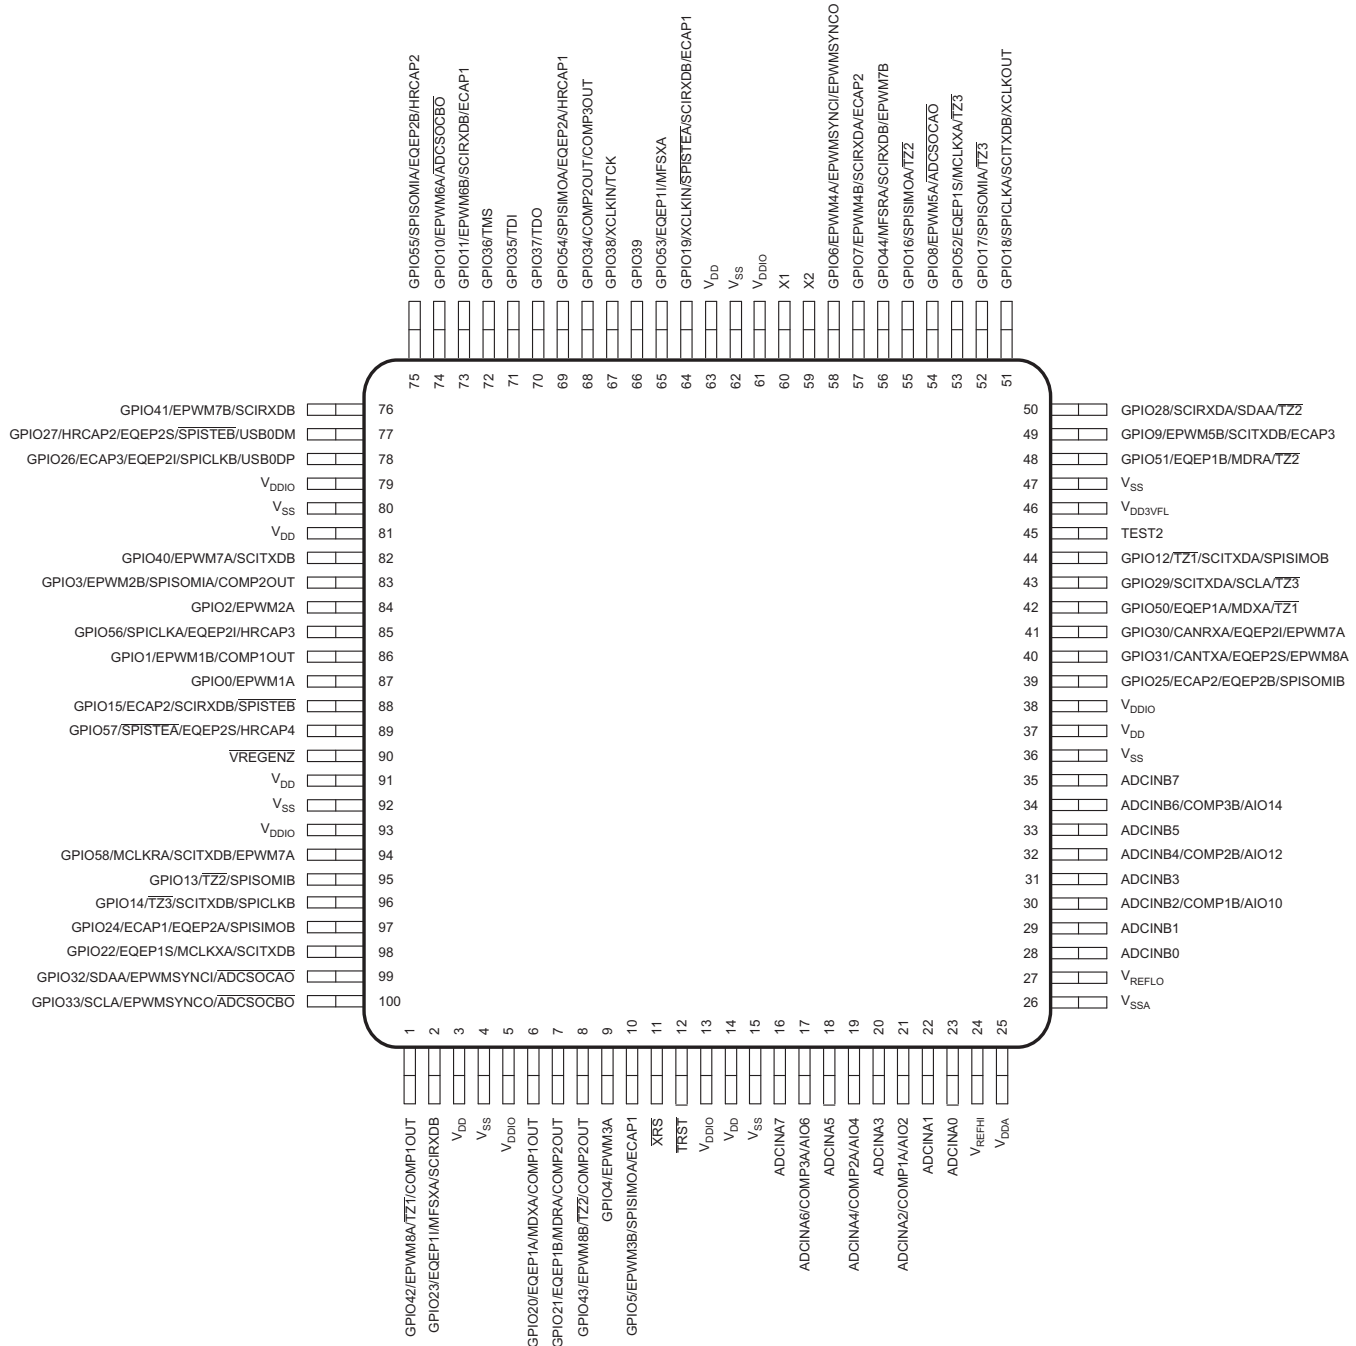 GPIO55/SPISOMIA/EQEP2B/HRCAP2
GPIO10/EPWM6A/ADCSOCBO
GPIO11/EPWM6B/SCIRXDB/ECAP1
GPIO36/TMS
GPIO35/TDI
GPIO37/TDO
GPIO54/SPISIMOA/EQEP2A/HRCAP1
GPIO34/COMP2OUT/COMP3OUT
GPIO38/XCLKIN/TCK
GPIO39
GPIO53/EQEP1I/MFSXA
GPIO19/XCLKIN/SPISTEA/SCIRXDB/ECAP1
VDD
VSS
VDDIO
X1
X2
GPIO6/EPWM4A/EPWMSYNCI/EPWMSYNCO
GPIO7/EPWM4B/SCIRXDA/ECAP2
GPIO44/MFSRA/SCIRXDB/EPWM7B
GPIO16/SPISIMOA/TZ2
GPIO8/EPWM5A/ADCSOCAO
GPIO52/EQEP1S/MCLKXA/TZ3
GPIO17/SPISOMIA/TZ3
GPIO18/SPICLKA/SCITXDB/XCLKOUT
75 74 73 72 71 70 69 68 67 66 65 64 63 62 61 60 59 58 57 56 55 54 53 52 51
GPIO41/EPWM7B/SCIRXDB 76
GPIO27/HRCAP2/EQEP2S/SPISTEB/USB0DM 77
GPIO26/ECAP3/EQEP2I/SPICLKB/USB0DP 78
VDDIO 79
VSS 80
VDD 81
GPIO40/EPWM7A/SCITXDB 82
GPIO3/EPWM2B/SPISOMIA/COMP2OUT 83
GPIO2/EPWM2A 84
GPIO56/SPICLKA/EQEP2I/HRCAP3 85
GPIO1/EPWM1B/COMP1OUT 86
GPIO0/EPWM1A 87
GPIO15/ECAP2/SCIRXDB/SPISTEB 88
GPIO57/SPISTEA/EQEP2S/HRCAP4 89
VREGENZ 90
VDD 91
VSS 92
VDDIO 93
GPIO58/MCLKRA/SCITXDB/EPWM7A 94
GPIO13/TZ2/SPISOMIB 95
GPIO14/TZ3/SCITXDB/SPICLKB 96
GPIO24/ECAP1/EQEP2A/SPISIMOB 97
GPIO22/EQEP1S/MCLKXA/SCITXDB 98
GPIO32/SDAA/EPWMSYNCI/ADCSOCAO 99
GPIO33/SCLA/EPWMSYNCO/ADCSOCBO 100
50 GPIO28/SCIRXDA/SDAA/TZ2
49 GPIO9/EPWM5B/SCITXDB/ECAP3
48 GPIO51/EQEP1B/MDRA/TZ2
47 VSS
46 VDD3VFL
45 TEST2
44 GPIO12/TZ1/SCITXDA/SPISIMOB
43 GPIO29/SCITXDA/SCLA/TZ3
42 GPIO50/EQEP1A/MDXA/TZ1
41 GPIO30/CANRXA/EQEP2I/EPWM7A
40 GPIO31/CANTXA/EQEP2S/EPWM8A
39 GPIO25/ECAP2/EQEP2B/SPISOMIB
38 VDDIO
37 VDD
36 VSS
35 ADCINB7
34 ADCINB6/COMP3B/AIO14
33 ADCINB5
32 ADCINB4/COMP2B/AIO12
31 ADCINB3
30 ADCINB2/COMP1B/AIO10
29 ADCINB1
28 ADCINB0
27 VREFLO
26 VSSA
1 2 3 4 5 6 7 8 9 10 11 12 13 14 15 16 17 18 19 20 21 22 23 24 25
GPIO42/EPWM8A/TZ1/COMP1OUT
GPIO23/EQEP1I/MFSXA/SCIRXDB
VDD
VSS
VDDIO
GPIO20/EQEP1A/MDXA/COMP1OUT
GPIO21/EQEP1B/MDRA/COMP2OUT
GPIO43/EPWM8B/TZ2/COMP2OUT
GPIO4/EPWM3A
GPIO5/EPWM3B/SPISIMOA/ECAP1
XRS
TRST
VDDIO
VDD
VSS
ADCINA7
ADCINA6/COMP3A/AIO6
ADCINA5
ADCINA4/COMP2A/AIO4
ADCINA3
ADCINA2/COMP1A/AIO2
ADCINA1
ADCINA0
VREFHI
VDDA